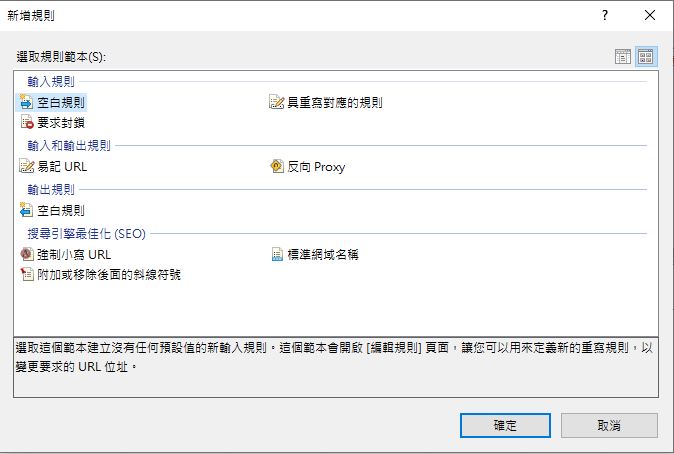 新增規則
選取規則範本(S):
輸入規則
空白規則 具重寫對應的規則
要求封鎖
輸入和輸出規則
易記 URL 反向 Proxy
輸出規則
空白規則
搜尋引擎最佳化 (SEO)
強制小寫 URL 標準網域名稱
附加或移除後面的斜線符號
選取這個範本建立沒有任何預設值的新輸入規則。這個範本會開啟 [編輯規則] 頁面，讓您可以用來定義新的重寫規則，以
變更要求的 URL 位址。
確定 取消